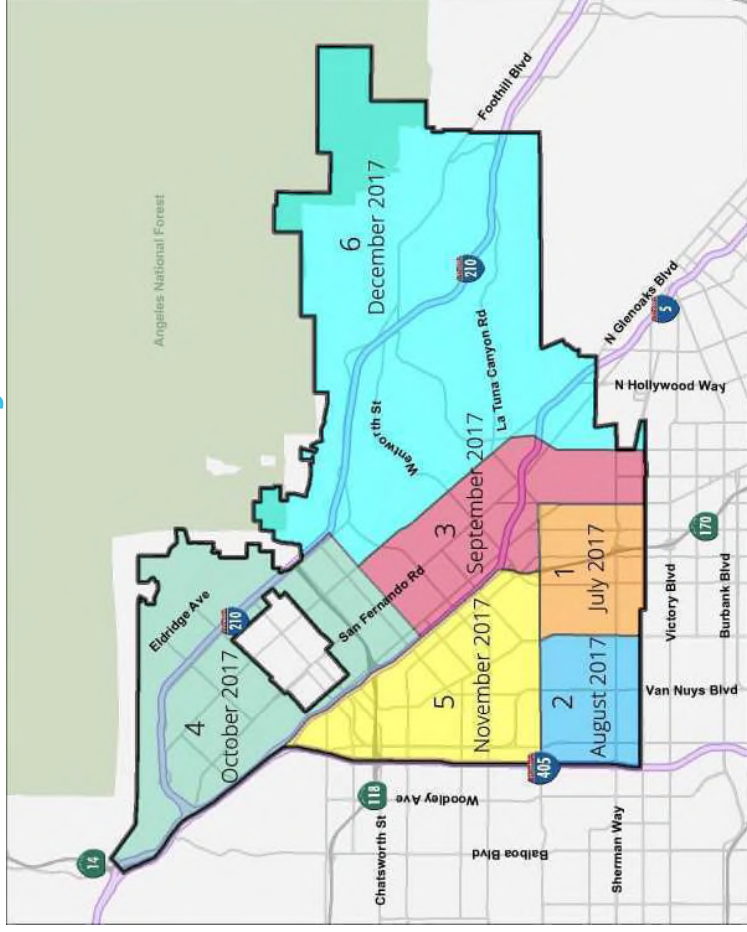 Angeles National Forest
Foothill Blvd
6
December 2017
210
Wentworth St
La Tuna Canyon Rd
N Glenoaks Blvd
5
N Hollywood Way
Eldridge Ave
210
4
October 2017
San Fernando Rd
3
September 2017
1
July 2017
170
Victory Blvd
Burbank Blvd
5
November 2017
2
August 2017
Van Nuys Blvd
14
118
405
Chatsworth St
Woodley Ave
Balboa Blvd
Sherman Way